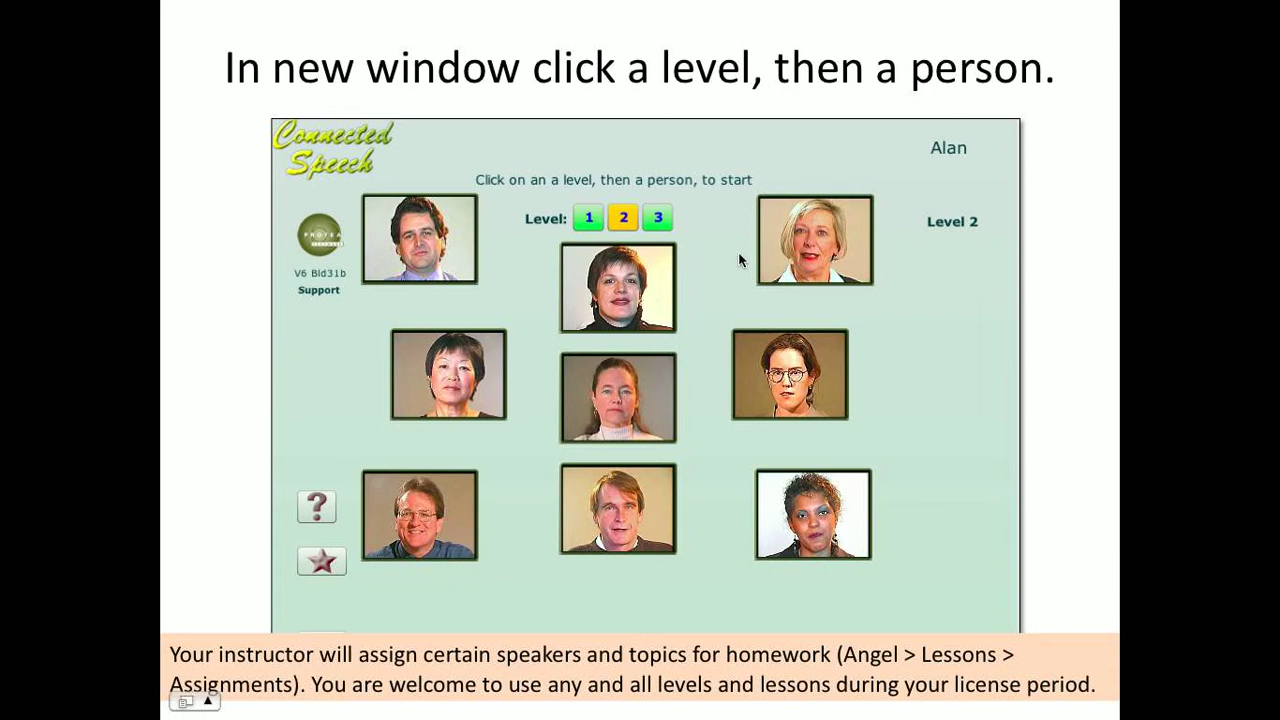 In new window click a level, then a person.
Connected
Speech
Alan
Click on an a level, then a person, to start
Level: 1 2 3
Level 2
PROTEA
V6 Bld31b
Support
?
Your instructor will assign certain speakers and topics for homework (Angel > Lessons >
Assignments). You are welcome to use any and all levels and lessons during your license period.